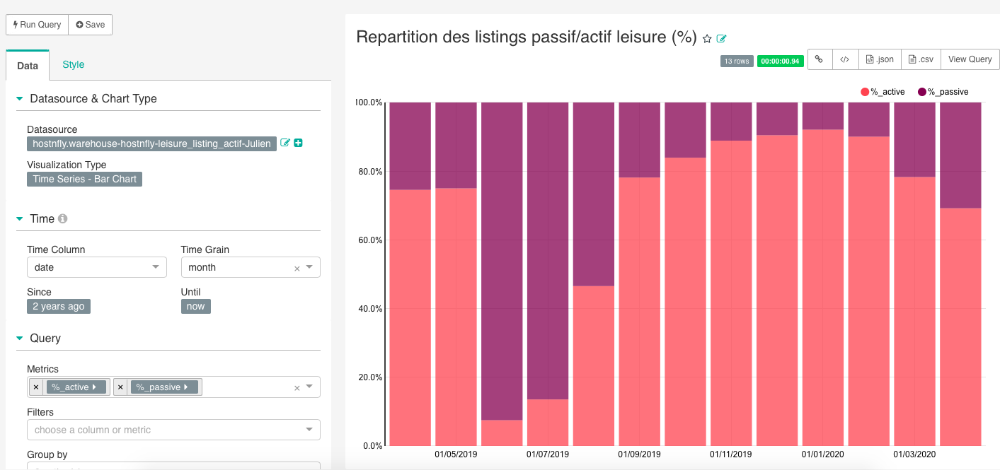 Run Query Save
Data Style
Datasource & Chart Type
Datasource
hostnfly.warehouse-hostnfly-leisure_listing_actif-Julien
Visualization Type
Time Series - Bar Chart
Time
Time Column Time Grain
date month ×
Since Until
2 years ago now
Query
Metrics
× %_active × %_passive ×
Filters
choose a column or metric
Group by
Repartition des listings passif/actif leisure (%)
13 rows 00:00:00.94 </> .json .csv View Query
%_active %_passive
100.0%
80.0%
60.0%
40.0%
20.0%
0.0%
01/05/2019 01/07/2019 01/09/2019 01/11/2019 01/01/2020 01/03/2020